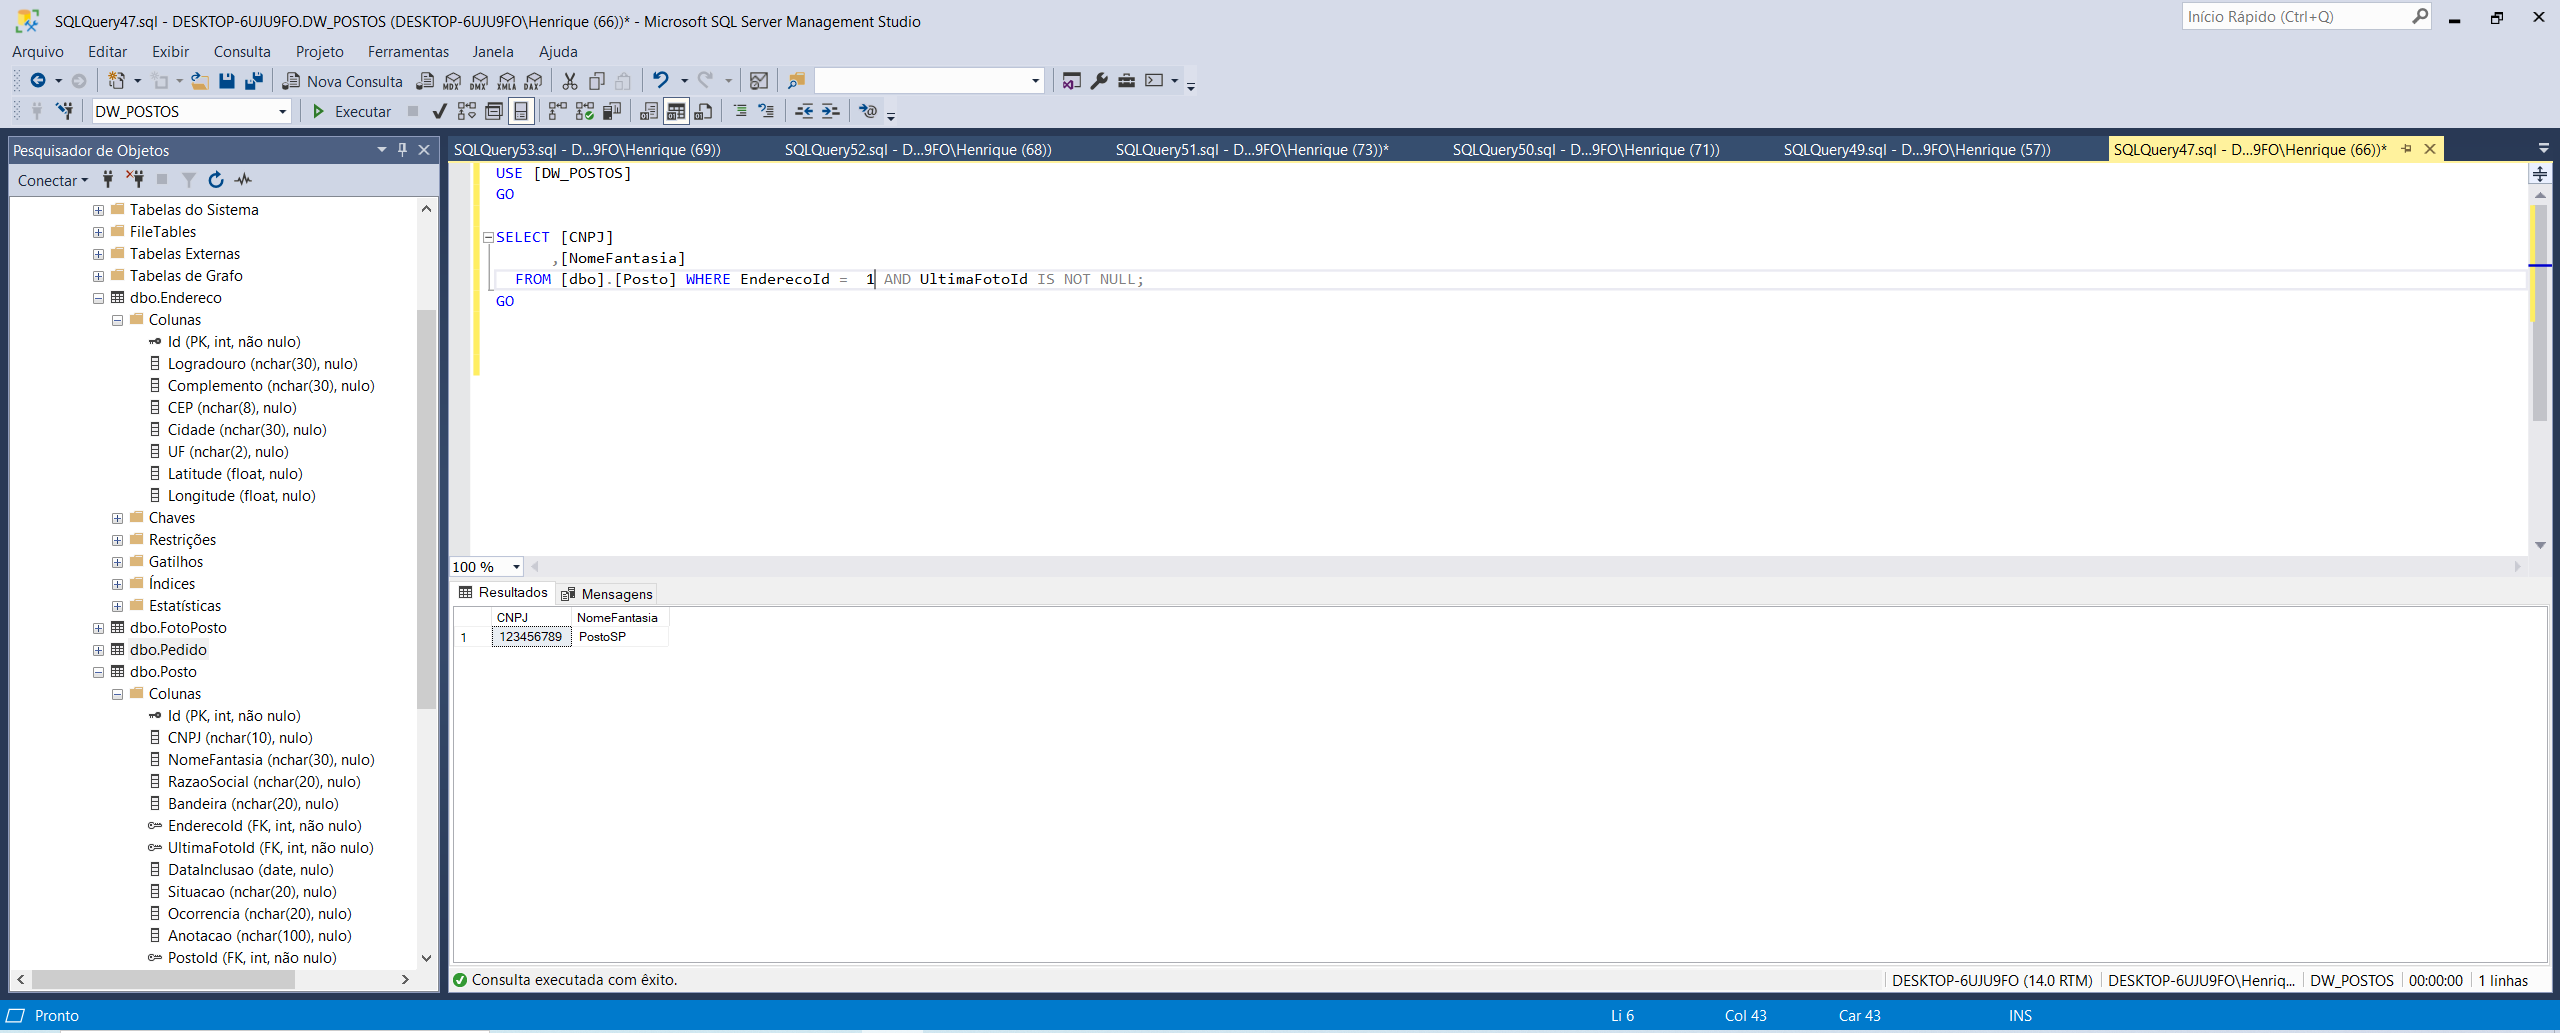 SQLQuery47.sql - DESKTOP-6UJU9FO.DW_POSTOS (DESKTOP-6UJU9FO\Henrique (66))* - Microsoft SQL Server Management Studio
Início Rápido (Ctrl+Q)
Arquivo Editar Exibir Consulta Projeto Ferramentas Janela Ajuda
Nova Consulta MDX DMX XMLA DAX
DW_POSTOS Executar
Pesquisador de Objetos
Conectar
Tabelas do Sistema
FileTables
Tabelas Externas
Tabelas de Grafo
dbo.Endereco
Colunas
Id (PK, int, não nulo)
Logradouro (nchar(30), nulo)
Complemento (nchar(30), nulo)
CEP (nchar(8), nulo)
Cidade (nchar(30), nulo)
UF (nchar(2), nulo)
Latitude (float, nulo)
Longitude (float, nulo)
Chaves
Restrições
Gatilhos
Índices
Estatísticas
dbo.FotoPosto
dbo.Pedido
dbo.Posto
Colunas
Id (PK, int, não nulo)
CNPJ (nchar(10), nulo)
NomeFantasia (nchar(30), nulo)
RazaoSocial (nchar(20), nulo)
Bandeira (nchar(20), nulo)
EnderecoId (FK, int, não nulo)
UltimaFotoId (FK, int, não nulo)
DataInclusao (date, nulo)
Situacao (nchar(20), nulo)
Ocorrencia (nchar(20), nulo)
Anotacao (nchar(100), nulo)
PostoId (FK, int, não nulo)
SQLQuery53.sql - D...9FO\Henrique (69)) SQLQuery52.sql - D...9FO\Henrique (68)) SQLQuery51.sql - D...9FO\Henrique (73))* SQLQuery50.sql - D...9FO\Henrique (71)) SQLQuery49.sql - D...9FO\Henrique (57)) SQLQuery47.sql - D...9FO\Henrique (66))*
USE [DW_POSTOS]
GO
SELECT [CNPJ]
,[NomeFantasia]
FROM [dbo].[Posto] WHERE EnderecoId = 1 AND UltimaFotoId IS NOT NULL;
GO
100 %
Resultados Mensagens
CNPJ NomeFantasia
1 123456789 PostoSP
Consulta executada com êxito.
DESKTOP-6UJU9FO (14.0 RTM) DESKTOP-6UJU9FO\Henriq... DW_POSTOS 00:00:00 1 linhas
Pronto Li 6 Col 43 Car 43 INS